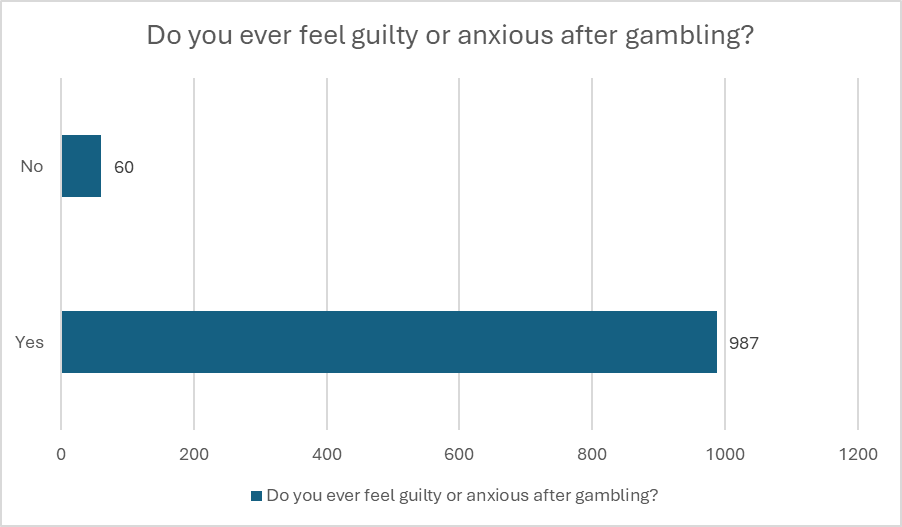 Do you ever feel guilty or anxious after gambling?
No
60
Yes
987
0 200 400 600 800 1000 1200
Do you ever feel guilty or anxious after gambling?